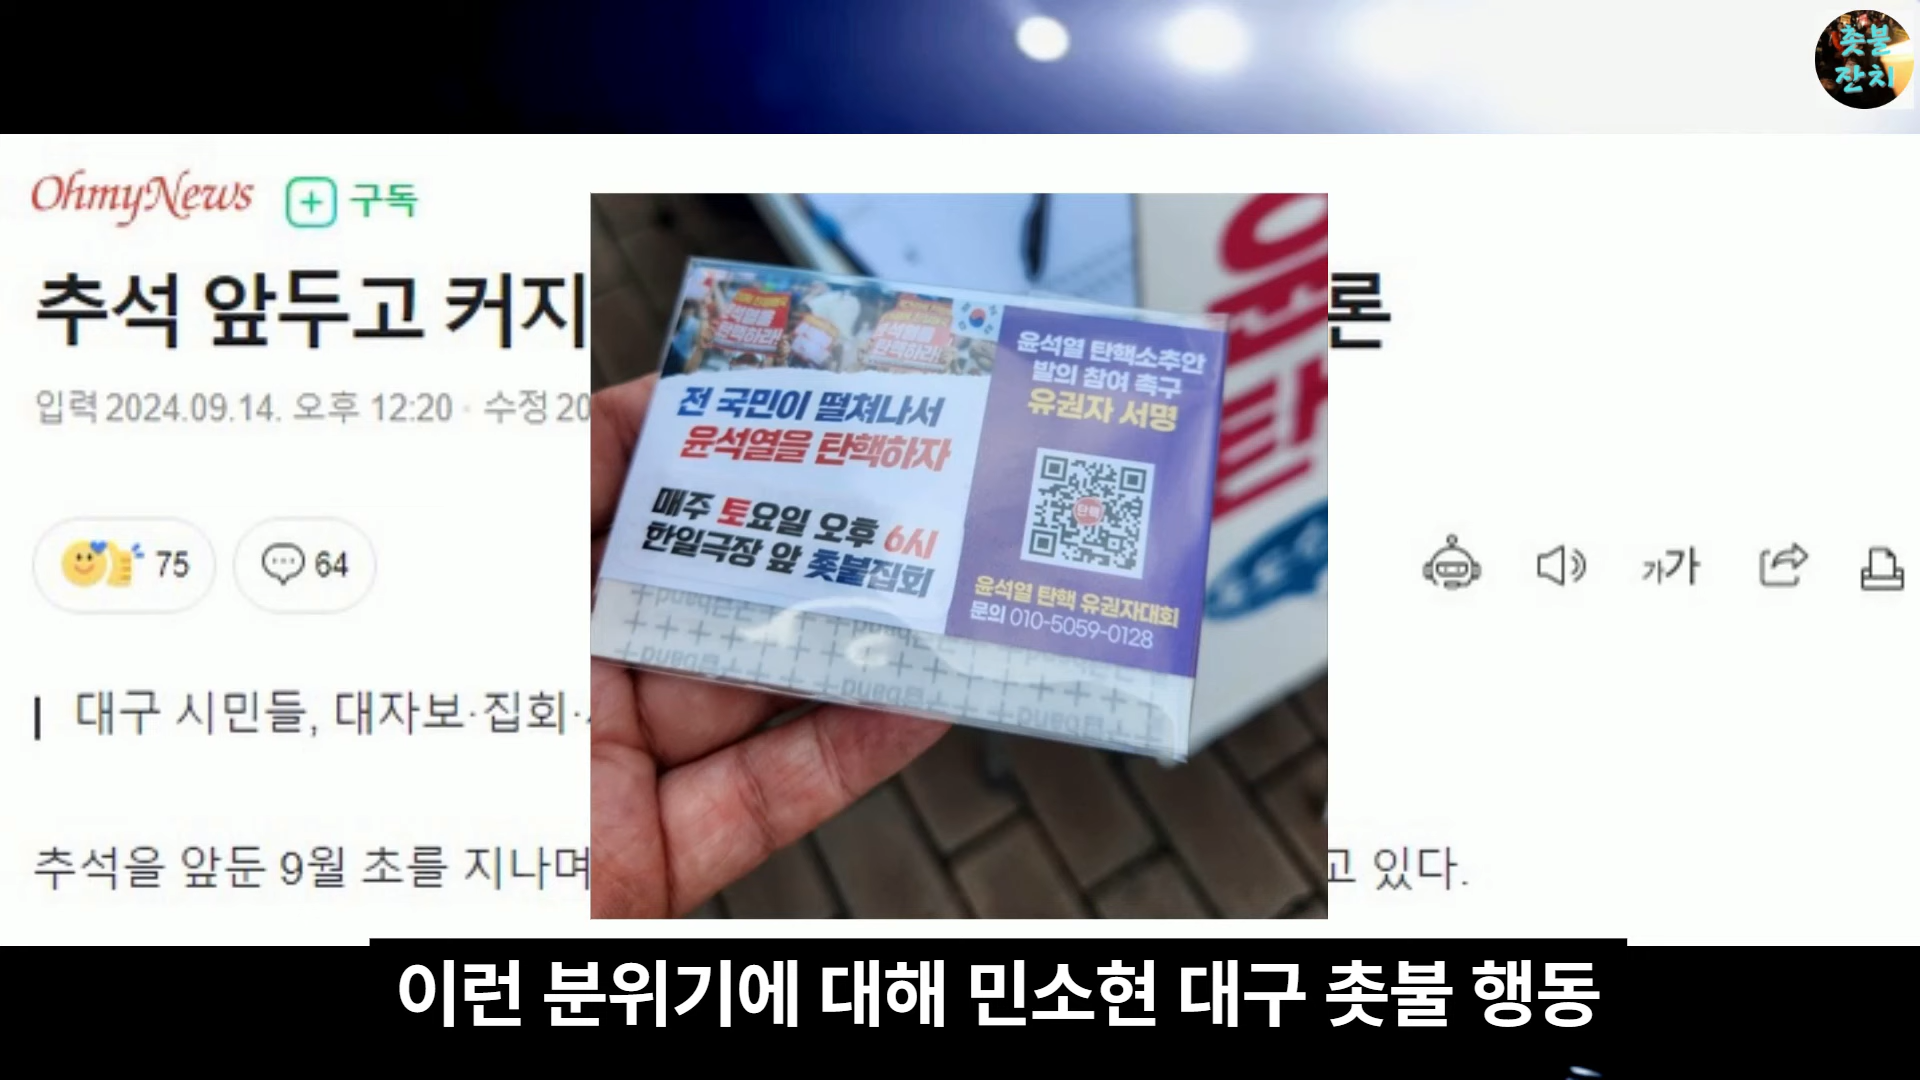 촛불
잔치
OhmyNews
구독
추석 앞두고 커지
론
입력 2024.09.14. 오후 12:20 · 수정 20
75
64
가가
대구 시민들, 대자보·집회·
추석을 앞둔 9월 초를 지나며
고 있다.
전 국민이 떨쳐나서
윤석열을 탄핵하자
매주 토요일 오후 6시
한일극장 앞 촛불집회
윤석열 탄핵소추안
발의 참여 촉구
유권자 서명
탄핵
윤석열 탄핵 유권자대회
문의 010-5059-0128
이런 분위기에 대해 민소현 대구 촛불 행동